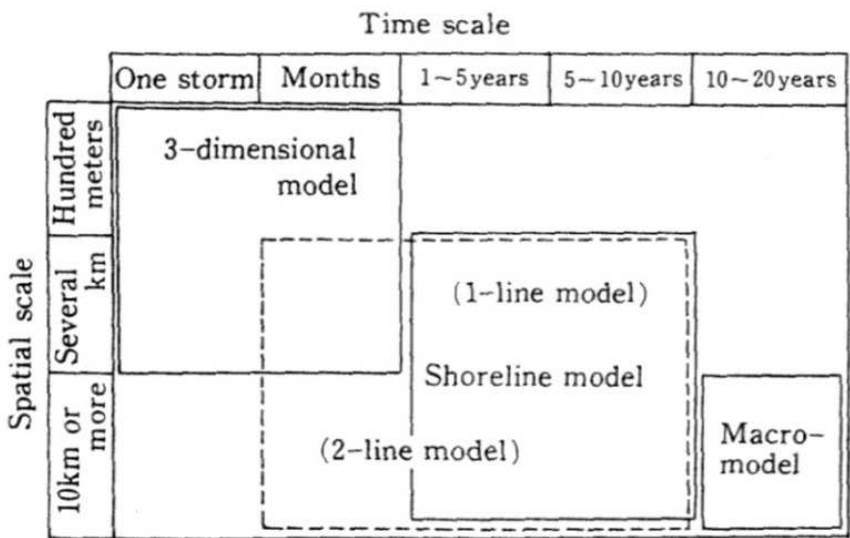 Time scale
One storm
Months
1~5years
5~10years
10~20years
Spatial scale
Hundred
meters
Several
km
10km or
more
3-dimensional
model
(1-line model)
Shoreline model
(2-line model)
Macro-
model